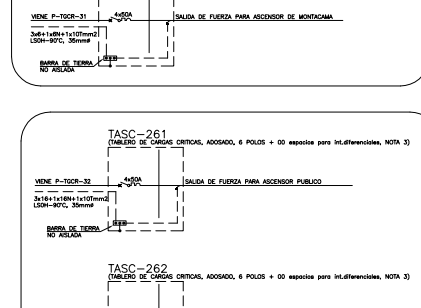 VIENE P-TGCR-31
4x50A
SALIDA DE FUERZA PARA ASCENSOR DE MONTACAMA
3x6+1x6N+1x10Tmm2
LSOH-90°C, 35mmø
BARRA DE TIERRA
NO AISLADA
TASC-261
(TABLERO DE CARGAS CRITICAS, ADOSADO, 6 POLOS + 00 espacios para int.diferenciales, NOTA 3)
VIENE P-TGCR-32
4x50A
SALIDA DE FUERZA PARA ASCENSOR PUBLICO
3x16+1x16N+1x10Tmm2
LSOH-90°C, 35mmø
BARRA DE TIERRA
NO AISLADA
TASC-262
(TABLERO DE CARGAS CRITICAS, ADOSADO, 6 POLOS + 00 espacios para int.diferenciales, NOTA 3)